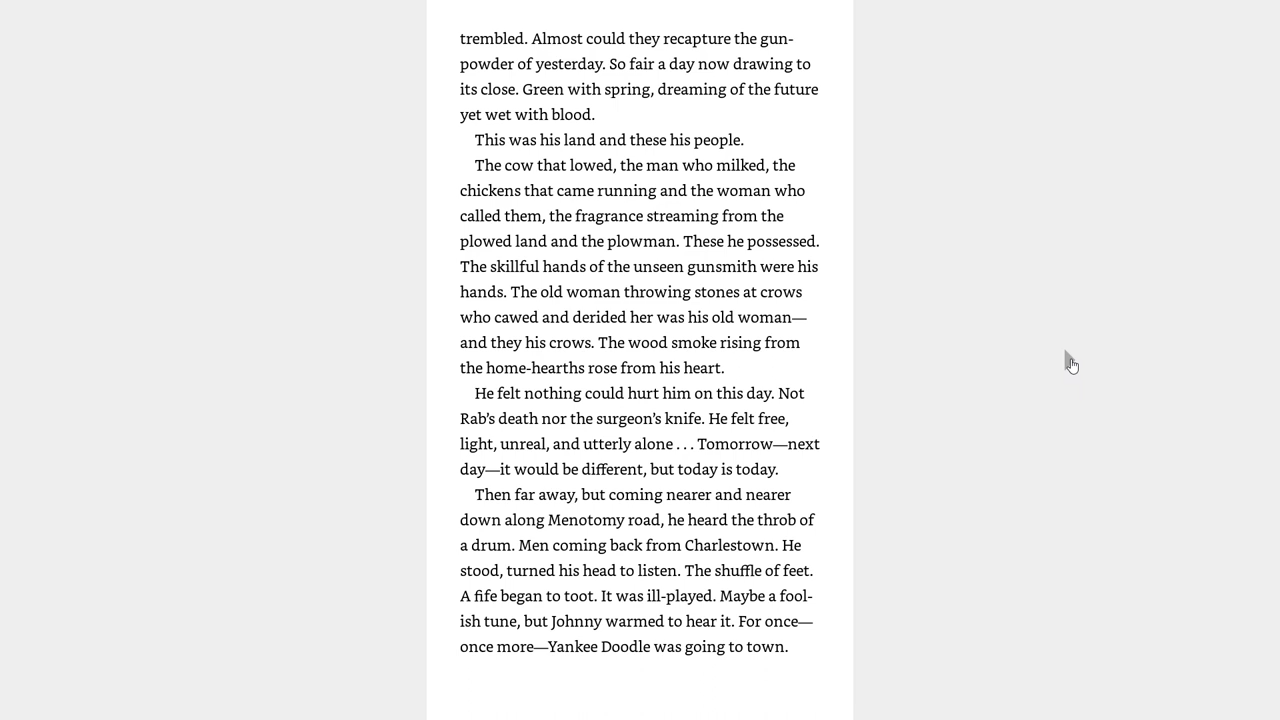 trembled. Almost could they recapture the gun-
powder of yesterday. So fair a day now drawing to
its close. Green with spring, dreaming of the future
yet wet with blood.
This was his land and these his people.
The cow that lowed, the man who milked, the
chickens that came running and the woman who
called them, the fragrance streaming from the
plowed land and the plowman. These he possessed.
The skillful hands of the unseen gunsmith were his
hands. The old woman throwing stones at crows
who cawed and derided her was his old woman—
and they his crows. The wood smoke rising from
the home-hearths rose from his heart.
He felt nothing could hurt him on this day. Not
Rab’s death nor the surgeon’s knife. He felt free,
light, unreal, and utterly alone . . . Tomorrow—next
day—it would be different, but today is today.
Then far away, but coming nearer and nearer
down along Menotomy road, he heard the throb of
a drum. Men coming back from Charlestown. He
stood, turned his head to listen. The shuffle of feet.
A fife began to toot. It was ill-played. Maybe a fool-
ish tune, but Johnny warmed to hear it. For once—
once more—Yankee Doodle was going to town.